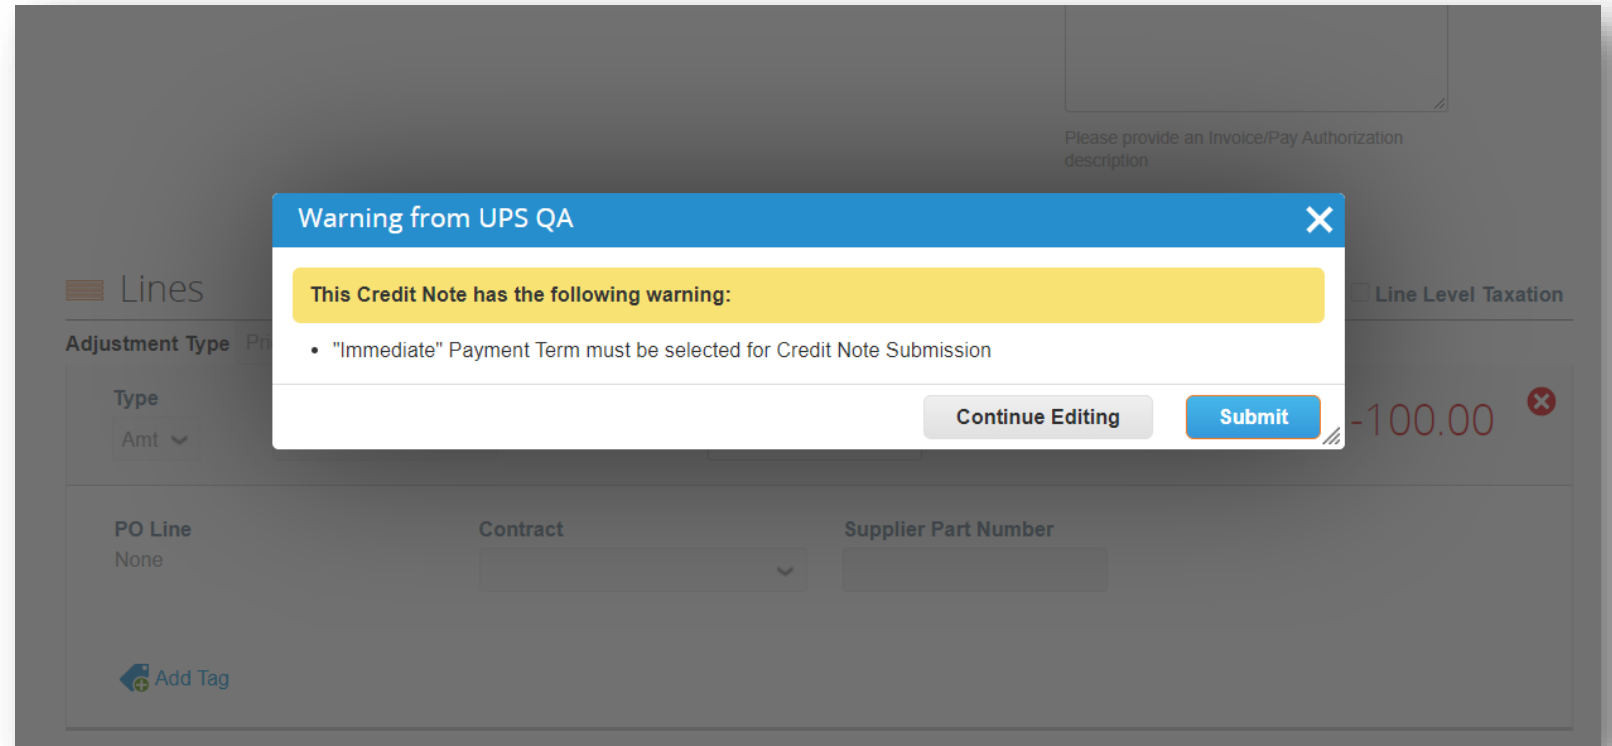 Please provide an Invoice/Pay Authorization
description
Warning from UPS QA
This Credit Note has the following warning:
Lines
Line Level Taxation
Adjustment Type
• "Immediate" Payment Term must be selected for Credit Note Submission
Type
Continue Editing
Submit
-100.00
Amt
PO Line
Contract
Supplier Part Number
None
Add Tag